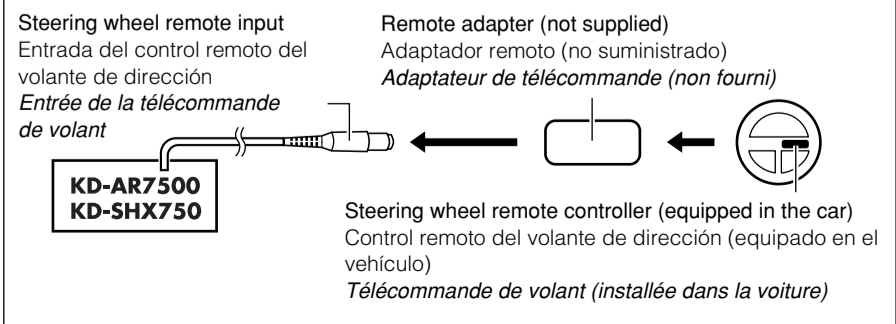 Steering wheel remote input
Entrada del control remoto del
volante de dirección
Entrée de la télécommande
de volant
Remote adapter (not supplied)
Adaptador remoto (no suministrado)
Adaptateur de télécommande (non fourni)
KD-AR7500
KD-SHX750
Steering wheel remote controller (equipped in the car)
Control remoto del volante de dirección (equipado en el
vehículo)
Télécommande de volant (installée dans la voiture)